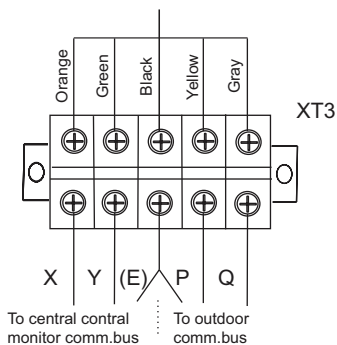 Orange
Green
Black
Yellow
Gray
XT3
X Y (E) P Q
To central contral
monitor comm.bus
To outdoor
comm.bus